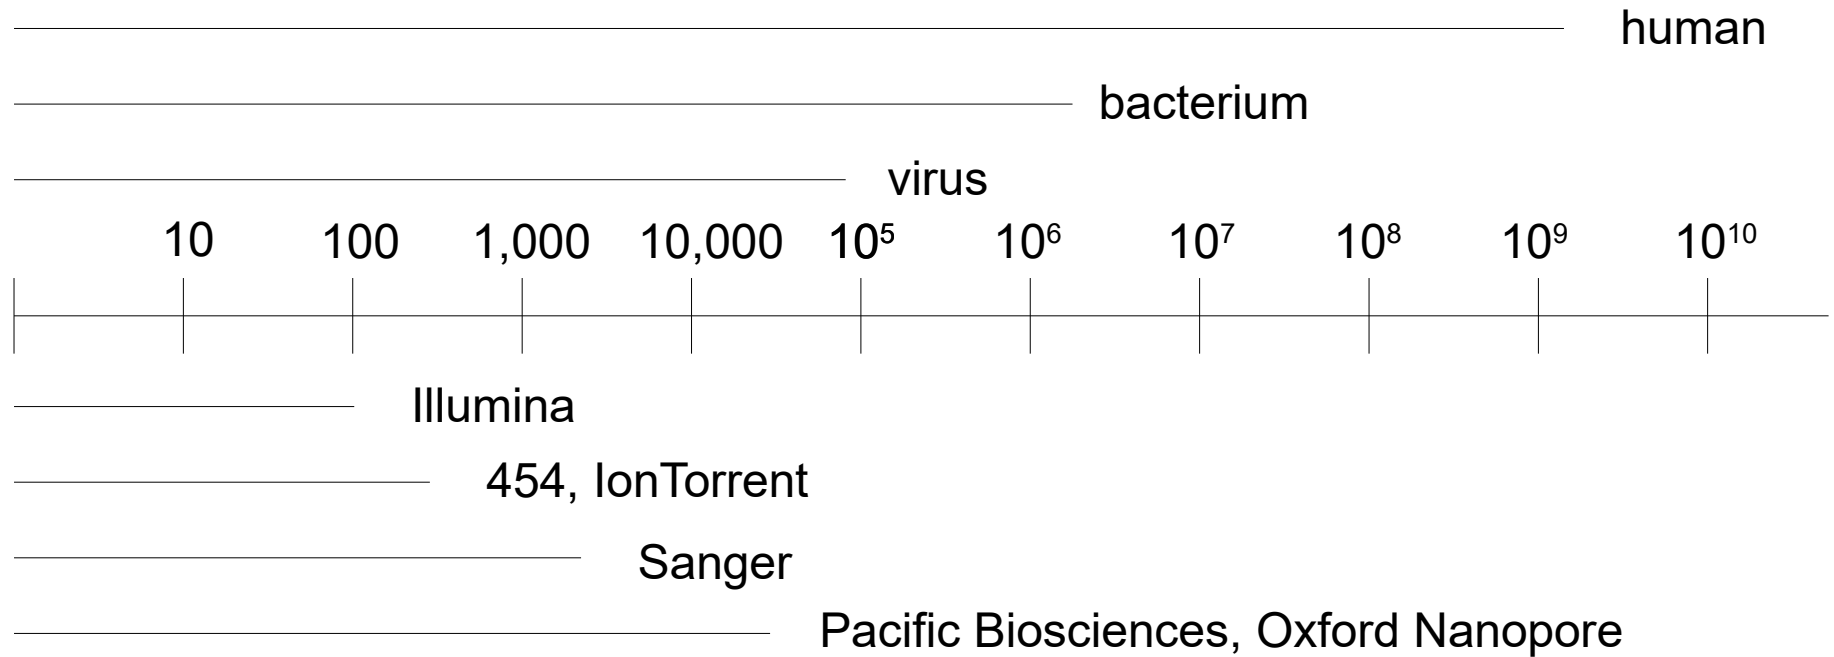 human
bacterium
virus
10 100 1,000 10,000 10⁵ 10⁶ 10⁷ 10⁸ 10⁹ 10¹⁰
Illumina
454, IonTorrent
Sanger
Pacific Biosciences, Oxford Nanopore